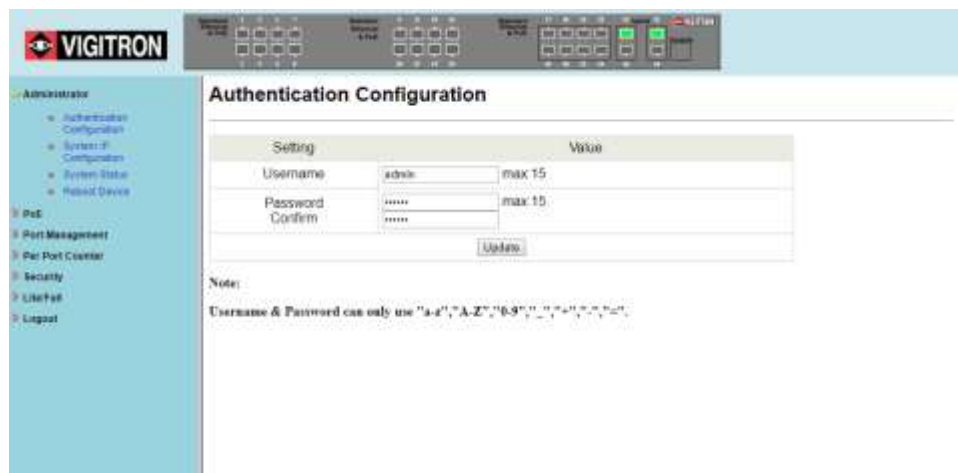 VIGITRON
Administrator
Authentication
Configuration
System IP
Configuration
System Status
Reboot Device
PoE
Port Management
Per Port Counter
Security
Logout
Authentication Configuration
Setting Value
Username admin max 15
Password •••••• max 15
Confirm ••••••
Update
Note:
Username & Password can only use "a-z","A-Z","0-9","_","+","-","=".